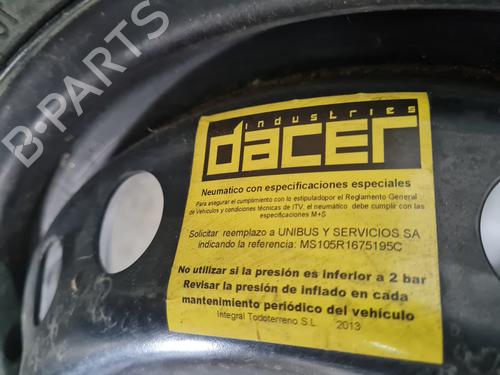 B-PARTS
industries
dacer
Neumatico con especificaciones especiales
Para asegurar el cumplimiento con lo estipuladopor el Reglamento General
de Vehiculos y condiciones técnicas de ITV, el neumático debe cumplir con las
especificaciones M+S
Solicitar reemplazo a UNIBUS Y SERVICIOS SA
indicando la referencia: MS105R1675195C
No utilizar si la presión es inferior a 2 bar
Revisar la presión de inflado en cada
mantenimiento periódico del vehículo
Integral Todoterreno S.L. 2013